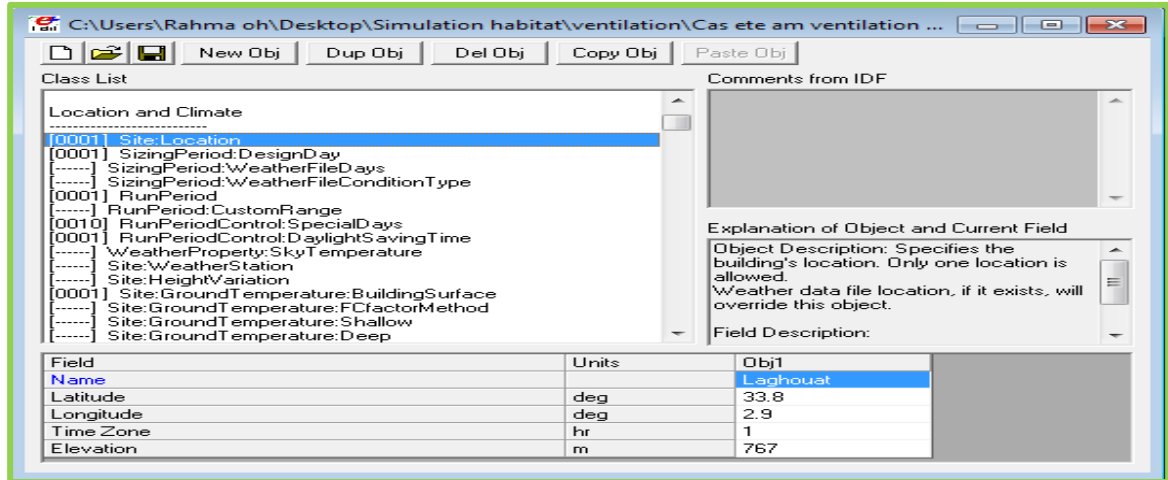 C:\Users\Rahma oh\Desktop\Simulation habitat\ventilation\Cas ete am ventilation ...
New Obj Dup Obj Del Obj Copy Obj Paste Obj
Class List
Location and Climate
---------------------------
[0001] Site:Location
[0001] SizingPeriod:DesignDay
[------] SizingPeriod:WeatherFileDays
[------] SizingPeriod:WeatherFileConditionType
[0001] RunPeriod
[------] RunPeriod:CustomRange
[0010] RunPeriodControl:SpecialDays
[0001] RunPeriodControl:DaylightSavingTime
[------] WeatherProperty:SkyTemperature
[------] Site:WeatherStation
[------] Site:HeightVariation
[0001] Site:GroundTemperature:BuildingSurface
[------] Site:GroundTemperature:FCfactorMethod
[------] Site:GroundTemperature:Shallow
[------] Site:GroundTemperature:Deep
Comments from IDF
Explanation of Object and Current Field
Object Description: Specifies the
building's location. Only one location is
allowed.
Weather data file location, if it exists, will
override this object.
Field Description:
Field Units Obj1
Name Laghouat
Latitude deg 33.8
Longitude deg 2.9
Time Zone hr 1
Elevation m 767